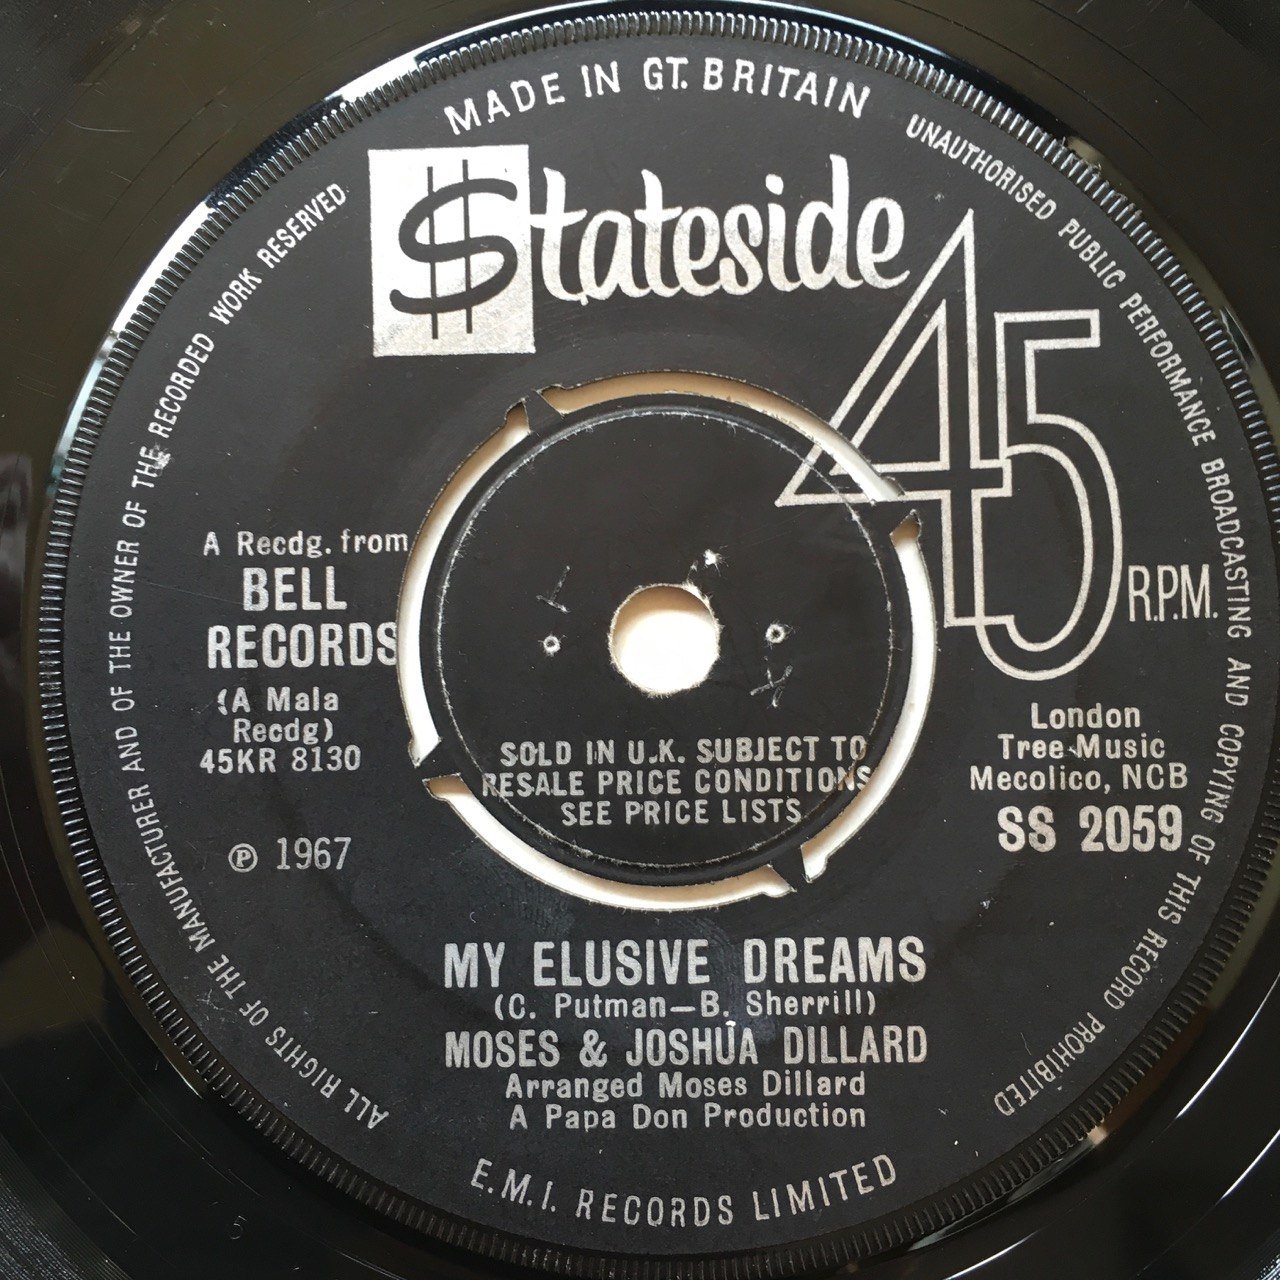 MADE IN GT. BRITAIN
UNAUTHORISED PUBLIC PERFORMANCE BROADCASTING AND COPYING OF THIS RECORD PROHIBITED
ALL RIGHTS OF THE MANUFACTURER AND OF THE OWNER OF THE RECORDED WORK RESERVED
$tateside
45
R.P.M.
A Recdg. from
BELL
RECORDS
(A Mala
Recdg)
45KR 8130
℗ 1967
SOLD IN U.K. SUBJECT TO
RESALE PRICE CONDITIONS
SEE PRICE LISTS
London
Tree Music
Mecolico, NCB
SS 2059
MY ELUSIVE DREAMS
(C. Putman—B. Sherrill)
MOSES & JOSHUA DILLARD
Arranged Moses Dillard
A Papa Don Production
E.M.I. RECORDS LIMITED
5